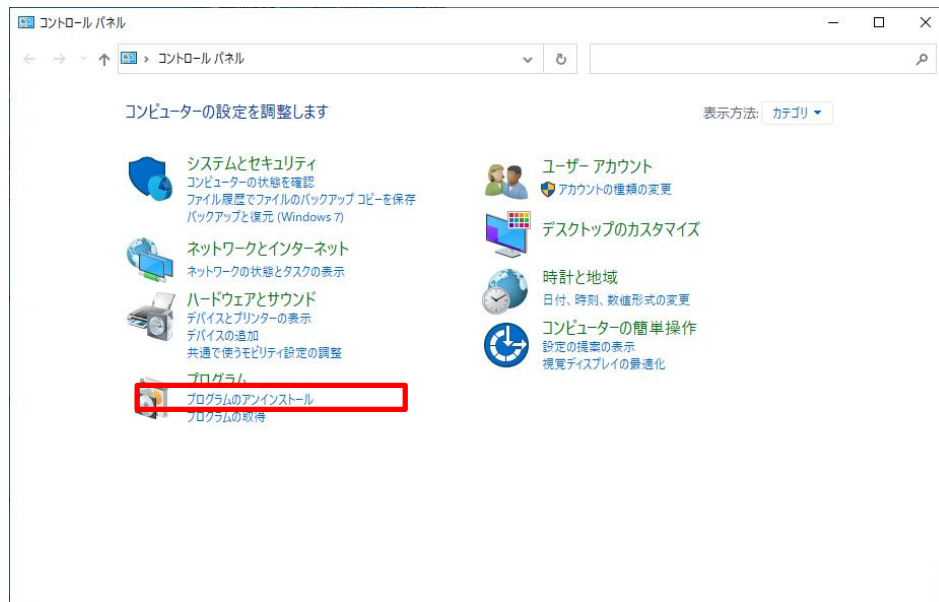 コントロール パネル
コントロール パネル
コンピューターの設定を調整します
表示方法: カテゴリ
システムとセキュリティ
コンピューターの状態を確認
ファイル履歴でファイルのバックアップ コピーを保存
バックアップと復元 (Windows 7)
ネットワークとインターネット
ネットワークの状態とタスクの表示
ハードウェアとサウンド
デバイスとプリンターの表示
デバイスの追加
共通で使うモビリティ設定の調整
プログラム
プログラムのアンインストール
プログラムの取得
ユーザー アカウント
アカウントの種類の変更
デスクトップのカスタマイズ
時計と地域
日付、時刻、数値形式の変更
コンピューターの簡単操作
設定の提案の表示
視覚ディスプレイの最適化